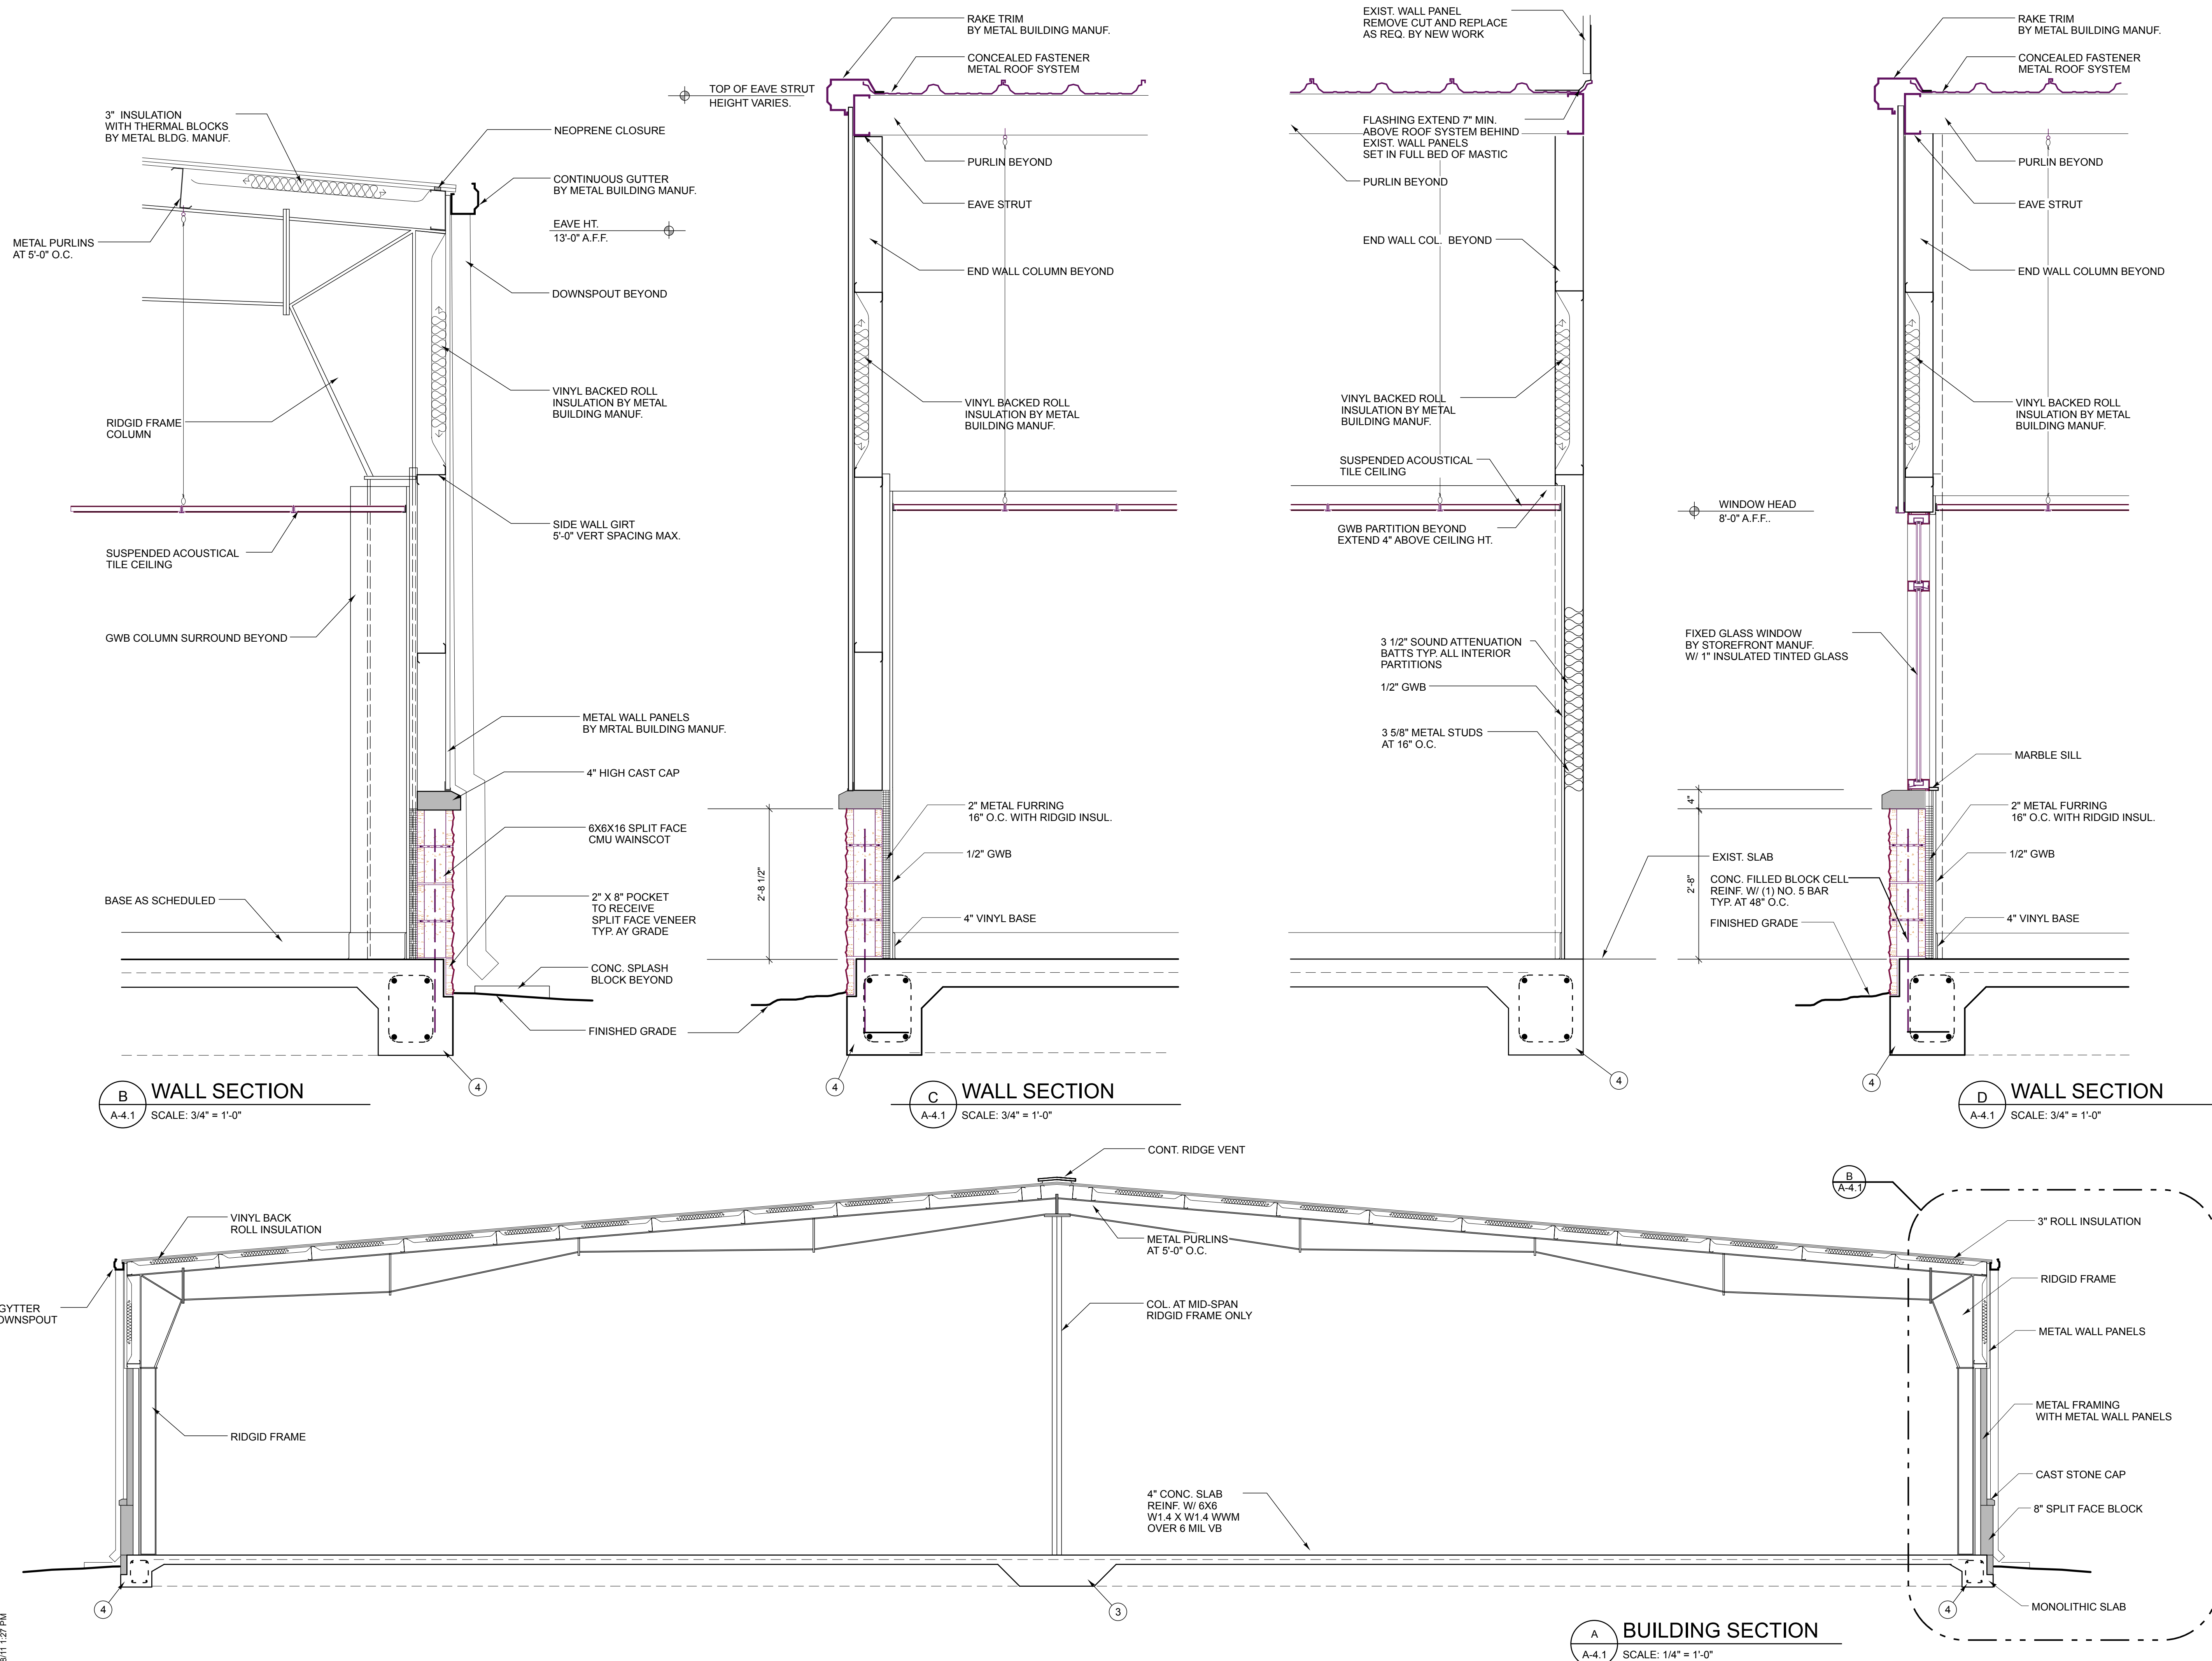 3" INSULATION
WITH THERMAL BLOCKS
BY METAL BLDG. MANUF.
NEOPRENE CLOSURE
CONTINUOUS GUTTER
BY METAL BUILDING MANUF.
EAVE HT.
13'-0" A.F.F.
METAL PURLINS
AT 5'-0" O.C.
DOWNSPOUT BEYOND
VINYL BACKED ROLL
INSULATION BY METAL
BUILDING MANUF.
RIDGID FRAME
COLUMN
SIDE WALL GIRT
5'-0" VERT SPACING MAX.
SUSPENDED ACOUSTICAL
TILE CEILING
GWB COLUMN SURROUND BEYOND
METAL WALL PANELS
BY MRTAL BUILDING MANUF.
4" HIGH CAST CAP
6X6X16 SPLIT FACE
CMU WAINSCOT
BASE AS SCHEDULED
2" X 8" POCKET
TO RECEIVE
SPLIT FACE VENEER
TYP. AY GRADE
CONC. SPLASH
BLOCK BEYOND
FINISHED GRADE
4
B
A-4.1
WALL SECTION
SCALE: 3/4" = 1'-0"
TOP OF EAVE STRUT
HEIGHT VARIES.
RAKE TRIM
BY METAL BUILDING MANUF.
CONCEALED FASTENER
METAL ROOF SYSTEM
PURLIN BEYOND
EAVE STRUT
END WALL COLUMN BEYOND
VINYL BACKED ROLL
INSULATION BY METAL
BUILDING MANUF.
2" METAL FURRING
16" O.C. WITH RIDGID INSUL.
1/2" GWB
2'-8 1/2"
4" VINYL BASE
4
C
A-4.1
WALL SECTION
SCALE: 3/4" = 1'-0"
EXIST. WALL PANEL
REMOVE CUT AND REPLACE
AS REQ. BY NEW WORK
FLASHING EXTEND 7" MIN.
ABOVE ROOF SYSTEM BEHIND
EXIST. WALL PANELS
SET IN FULL BED OF MASTIC
PURLIN BEYOND
END WALL COL. BEYOND
VINYL BACKED ROLL
INSULATION BY METAL
BUILDING MANUF.
SUSPENDED ACOUSTICAL
TILE CEILING
GWB PARTITION BEYOND
EXTEND 4" ABOVE CEILING HT.
3 1/2" SOUND ATTENUATION
BATTS TYP. ALL INTERIOR
PARTITIONS
1/2" GWB
3 5/8" METAL STUDS
AT 16" O.C.
EXIST. SLAB
4
RAKE TRIM
BY METAL BUILDING MANUF.
CONCEALED FASTENER
METAL ROOF SYSTEM
PURLIN BEYOND
EAVE STRUT
END WALL COLUMN BEYOND
VINYL BACKED ROLL
INSULATION BY METAL
BUILDING MANUF.
WINDOW HEAD
8'-0" A.F.F..
FIXED GLASS WINDOW
BY STOREFRONT MANUF.
W/ 1" INSULATED TINTED GLASS
MARBLE SILL
4"
2'-8"
2" METAL FURRING
16" O.C. WITH RIDGID INSUL.
1/2" GWB
CONC. FILLED BLOCK CELL
REINF. W/ (1) NO. 5 BAR
TYP. AT 48" O.C.
FINISHED GRADE
4" VINYL BASE
4
D
A-4.1
WALL SECTION
SCALE: 3/4" = 1'-0"
CONT. RIDGE VENT
B
A-4.1
VINYL BACK
ROLL INSULATION
METAL PURLINS
AT 5'-0" O.C.
3" ROLL INSULATION
RIDGID FRAME
GYTTER
OWNSPOUT
COL. AT MID-SPAN
RIDGID FRAME ONLY
METAL WALL PANELS
RIDGID FRAME
METAL FRAMING
WITH METAL WALL PANELS
CAST STONE CAP
4" CONC. SLAB
REINF. W/ 6X6
W1.4 X W1.4 WWM
OVER 6 MIL VB
8" SPLIT FACE BLOCK
MONOLITHIC SLAB
4
3
4
A
A-4.1
BUILDING SECTION
SCALE: 1/4" = 1'-0"
8/11 1:27 PM